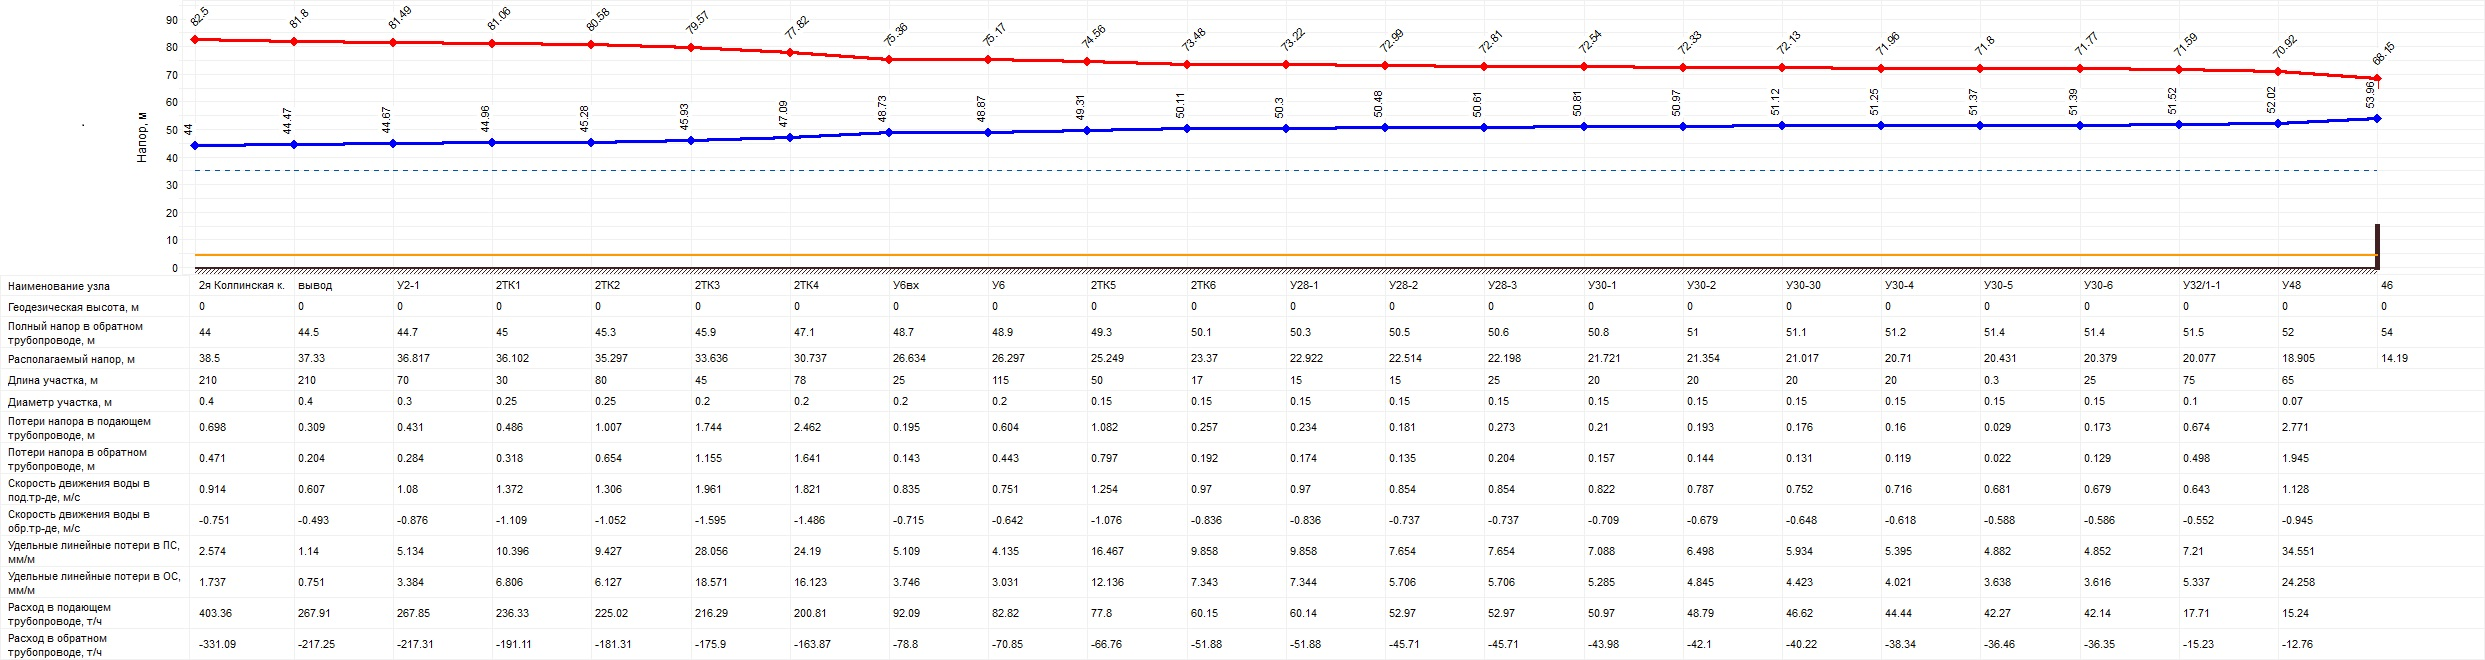 82.5 81.8 81.49 81.06 80.58 79.57 77.82 75.36 75.17 74.56 73.48 73.22 72.99 72.81 72.54 72.33 72.13 71.96 71.8 71.77 71.59 70.92 68.15
44 44.47 44.67 44.96 45.28 45.93 47.09 48.73 48.87 49.31 50.11 50.3 50.48 50.61 50.81 50.97 51.12 51.25 51.37 51.39 51.52 52.02 53.96
Напор, м
90
80
70
60
50
40
30
20
10
0
Наименование узла 2я Колпинская к. вывод У2-1 2ТК1 2ТК2 2ТК3 2ТК4 У6вх У6 2ТК5 2ТК6 У28-1 У28-2 У28-3 У30-1 У30-2 У30-30 У30-4 У30-5 У30-6 У32/1-1 У48 46
Геодезическая высота, м 0 0 0 0 0 0 0 0 0 0 0 0 0 0 0 0 0 0 0 0 0 0 0
Полный напор в обратном
трубопроводе, м 44 44.5 44.7 45 45.3 45.9 47.1 48.7 48.9 49.3 50.1 50.3 50.5 50.6 50.8 51 51.1 51.2 51.4 51.4 51.5 52 54
Располагаемый напор, м 38.5 37.33 36.817 36.102 35.297 33.636 30.737 26.634 26.297 25.249 23.37 22.922 22.514 22.198 21.721 21.354 21.017 20.71 20.431 20.379 20.077 18.905 14.19
Длина участка, м 210 210 70 30 80 45 78 25 115 50 17 15 15 25 20 20 20 20 0.3 25 75 65
Диаметр участка, м 0.4 0.4 0.3 0.25 0.25 0.2 0.2 0.2 0.2 0.15 0.15 0.15 0.15 0.15 0.15 0.15 0.15 0.15 0.15 0.15 0.1 0.07
Потери напора в подающем
трубопроводе, м 0.698 0.309 0.431 0.486 1.007 1.744 2.462 0.195 0.604 1.082 0.257 0.234 0.181 0.273 0.21 0.193 0.176 0.16 0.029 0.173 0.674 2.771
Потери напора в обратном
трубопроводе, м 0.471 0.204 0.284 0.318 0.654 1.155 1.641 0.143 0.443 0.797 0.192 0.174 0.135 0.204 0.157 0.144 0.131 0.119 0.022 0.129 0.498 1.945
Скорость движения воды в
под.тр-де, м/с 0.914 0.607 1.08 1.372 1.306 1.961 1.821 0.835 0.751 1.254 0.97 0.97 0.854 0.854 0.822 0.787 0.752 0.716 0.681 0.679 0.643 1.128
Скорость движения воды в
обр.тр-де, м/с -0.751 -0.493 -0.876 -1.109 -1.052 -1.595 -1.486 -0.715 -0.642 -1.076 -0.836 -0.836 -0.737 -0.737 -0.709 -0.679 -0.648 -0.618 -0.588 -0.586 -0.552 -0.945
Удельные линейные потери в ПС,
мм/м 2.574 1.14 5.134 10.396 9.427 28.056 24.19 5.109 4.135 16.467 9.858 9.858 7.654 7.654 7.088 6.498 5.934 5.395 4.882 4.852 7.21 34.551
Удельные линейные потери в ОС,
мм/м 1.737 0.751 3.384 6.806 6.127 18.571 16.123 3.746 3.031 12.136 7.343 7.344 5.706 5.706 5.285 4.845 4.423 4.021 3.638 3.616 5.337 24.258
Расход в подающем
трубопроводе, т/ч 403.36 267.91 267.85 236.33 225.02 216.29 200.81 92.09 82.82 77.8 60.15 60.14 52.97 52.97 50.97 48.79 46.62 44.44 42.27 42.14 17.71 15.24
Расход в обратном
трубопроводе, т/ч -331.09 -217.25 -217.31 -191.11 -181.31 -175.9 -163.87 -78.8 -70.85 -66.76 -51.88 -51.88 -45.71 -45.71 -43.98 -42.1 -40.22 -38.34 -36.46 -36.35 -15.23 -12.76